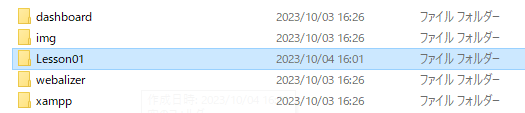 dashboard 2023/10/03 16:26 ファイル フォルダー
img 2023/10/03 16:26 ファイル フォルダー
Lesson01 2023/10/04 16:01 ファイル フォルダー
webalizer 2023/10/03 16:26 ファイル フォルダー
xampp 2023/10/03 16:26 ファイル フォルダー